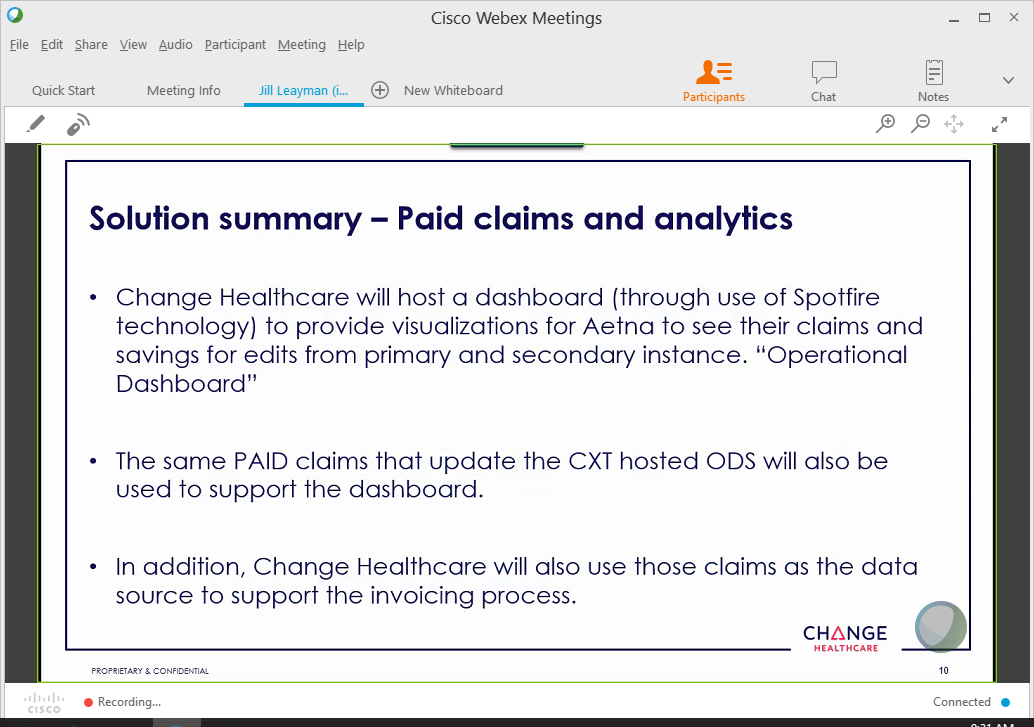 Cisco Webex Meetings
File Edit Share View Audio Participant Meeting Help
Quick Start Meeting Info Jill Leayman (i... New Whiteboard Participants Chat Notes
Solution summary – Paid claims and analytics
• Change Healthcare will host a dashboard (through use of Spotfire
technology) to provide visualizations for Aetna to see their claims and
savings for edits from primary and secondary instance. “Operational
Dashboard”
• The same PAID claims that update the CXT hosted ODS will also be
used to support the dashboard.
• In addition, Change Healthcare will also use those claims as the data
source to support the invoicing process.
CHANGE
HEALTHCARE
PROPRIETARY & CONFIDENTIAL 10
cisco Recording... Connected